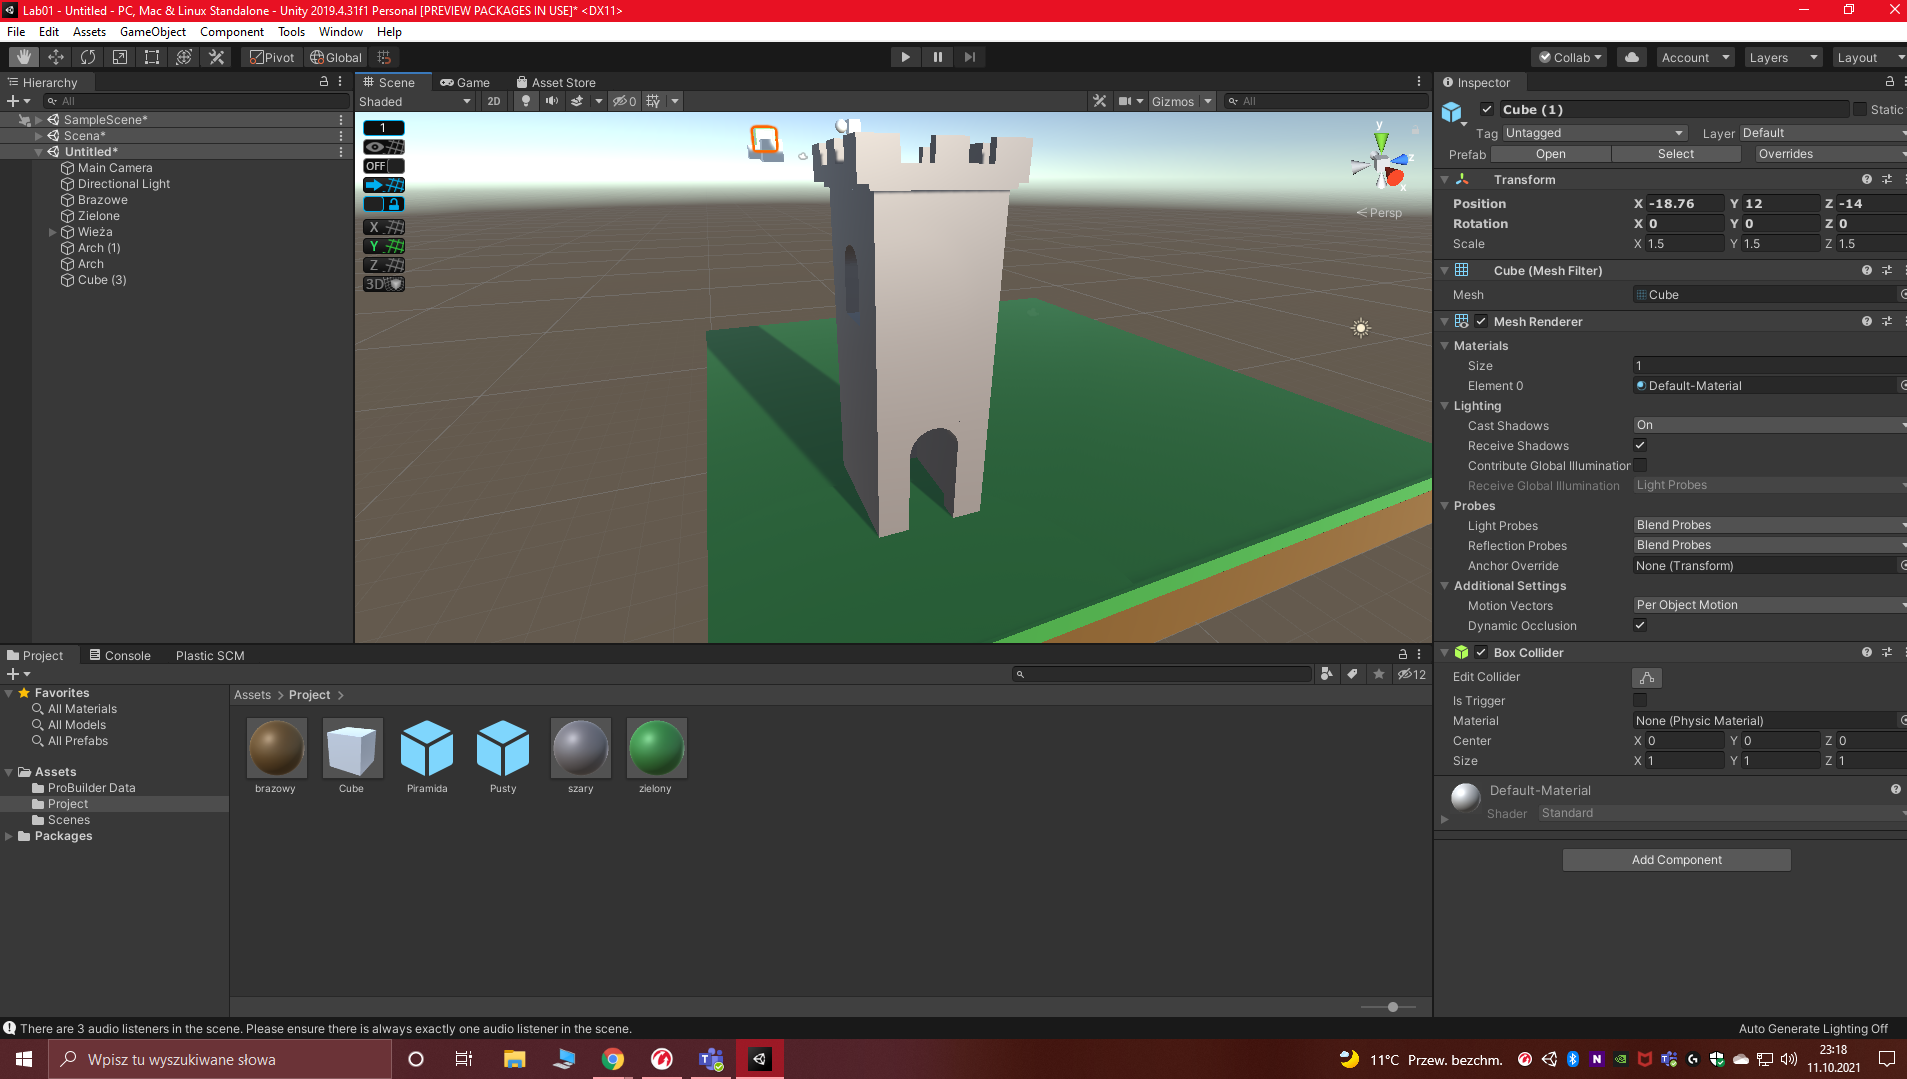 Lab01 - Untitled - PC, Mac & Linux Standalone - Unity 2019.4.31f1 Personal [PREVIEW PACKAGES IN USE]* <DX11>
File Edit Assets GameObject Component Tools Window Help
Pivot Global Collab Account Layers Layout
Hierarchy
All
SampleScene*
Scena*
Untitled*
Main Camera
Directional Light
Brazowe
Zielone
Wieża
Arch (1)
Arch
Cube (3)
Scene Game Asset Store
Shaded 2D 0 Gizmos All
1
OFF
X
Y
Z
3D
y
z
x
Persp
Inspector
Cube (1) Static
Tag Untagged Layer Default
Prefab Open Select Overrides
Transform
Position X -18.76 Y 12 Z -14
Rotation X 0 Y 0 Z 0
Scale X 1.5 Y 1.5 Z 1.5
Cube (Mesh Filter)
Mesh Cube
Mesh Renderer
Materials
Size 1
Element 0 Default-Material
Lighting
Cast Shadows On
Receive Shadows
Contribute Global Illumination
Receive Global Illumination Light Probes
Probes
Light Probes Blend Probes
Reflection Probes Blend Probes
Anchor Override None (Transform)
Additional Settings
Motion Vectors Per Object Motion
Dynamic Occlusion
Box Collider
Edit Collider
Is Trigger
Material None (Physic Material)
Center X 0 Y 0 Z 0
Size X 1 Y 1 Z 1
Default-Material
Shader Standard
Add Component
Project Console Plastic SCM
12
Favorites
All Materials
All Models
All Prefabs
Assets
ProBuilder Data
Project
Scenes
Packages
Assets > Project >
brazowy Cube Piramida Pusty szary zielony
There are 3 audio listeners in the scene. Please ensure there is always exactly one audio listener in the scene.
Auto Generate Lighting Off
Wpisz tu wyszukiwane słowa
11°C Przew. bezchm.
23:18
11.10.2021